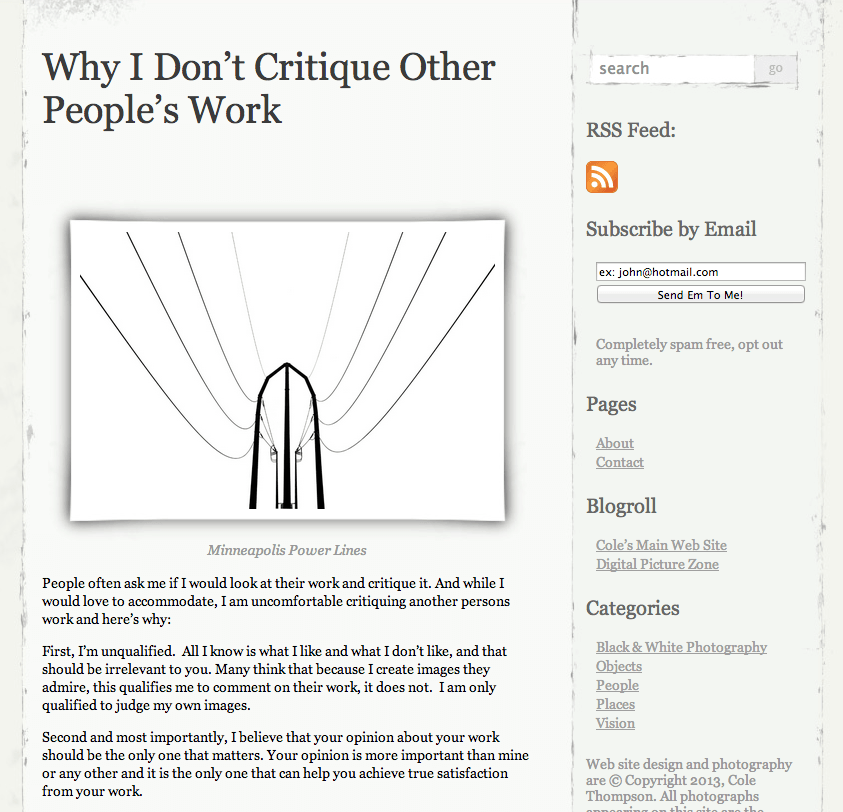 Why I Don’t Critique Other
People’s Work
Minneapolis Power Lines
People often ask me if I would look at their work and critique it. And while I
would love to accommodate, I am uncomfortable critiquing another persons
work and here’s why:
First, I’m unqualified.  All I know is what I like and what I don’t like, and that
should be irrelevant to you. Many think that because I create images they
admire, this qualifies me to comment on their work, it does not.  I am only
qualified to judge my own images.
Second and most importantly, I believe that your opinion about your work
should be the only one that matters. Your opinion is more important than mine
or any other and it is the only one that can help you achieve true satisfaction
from your work.
search
go
RSS Feed:
Subscribe by Email
ex: john@hotmail.com
Send Em To Me!
Completely spam free, opt out
any time.
Pages
About
Contact
Blogroll
Cole’s Main Web Site
Digital Picture Zone
Categories
Black & White Photography
Objects
People
Places
Vision
Web site design and photography
are © Copyright 2013, Cole
Thompson. All photographs
appearing on this site are the